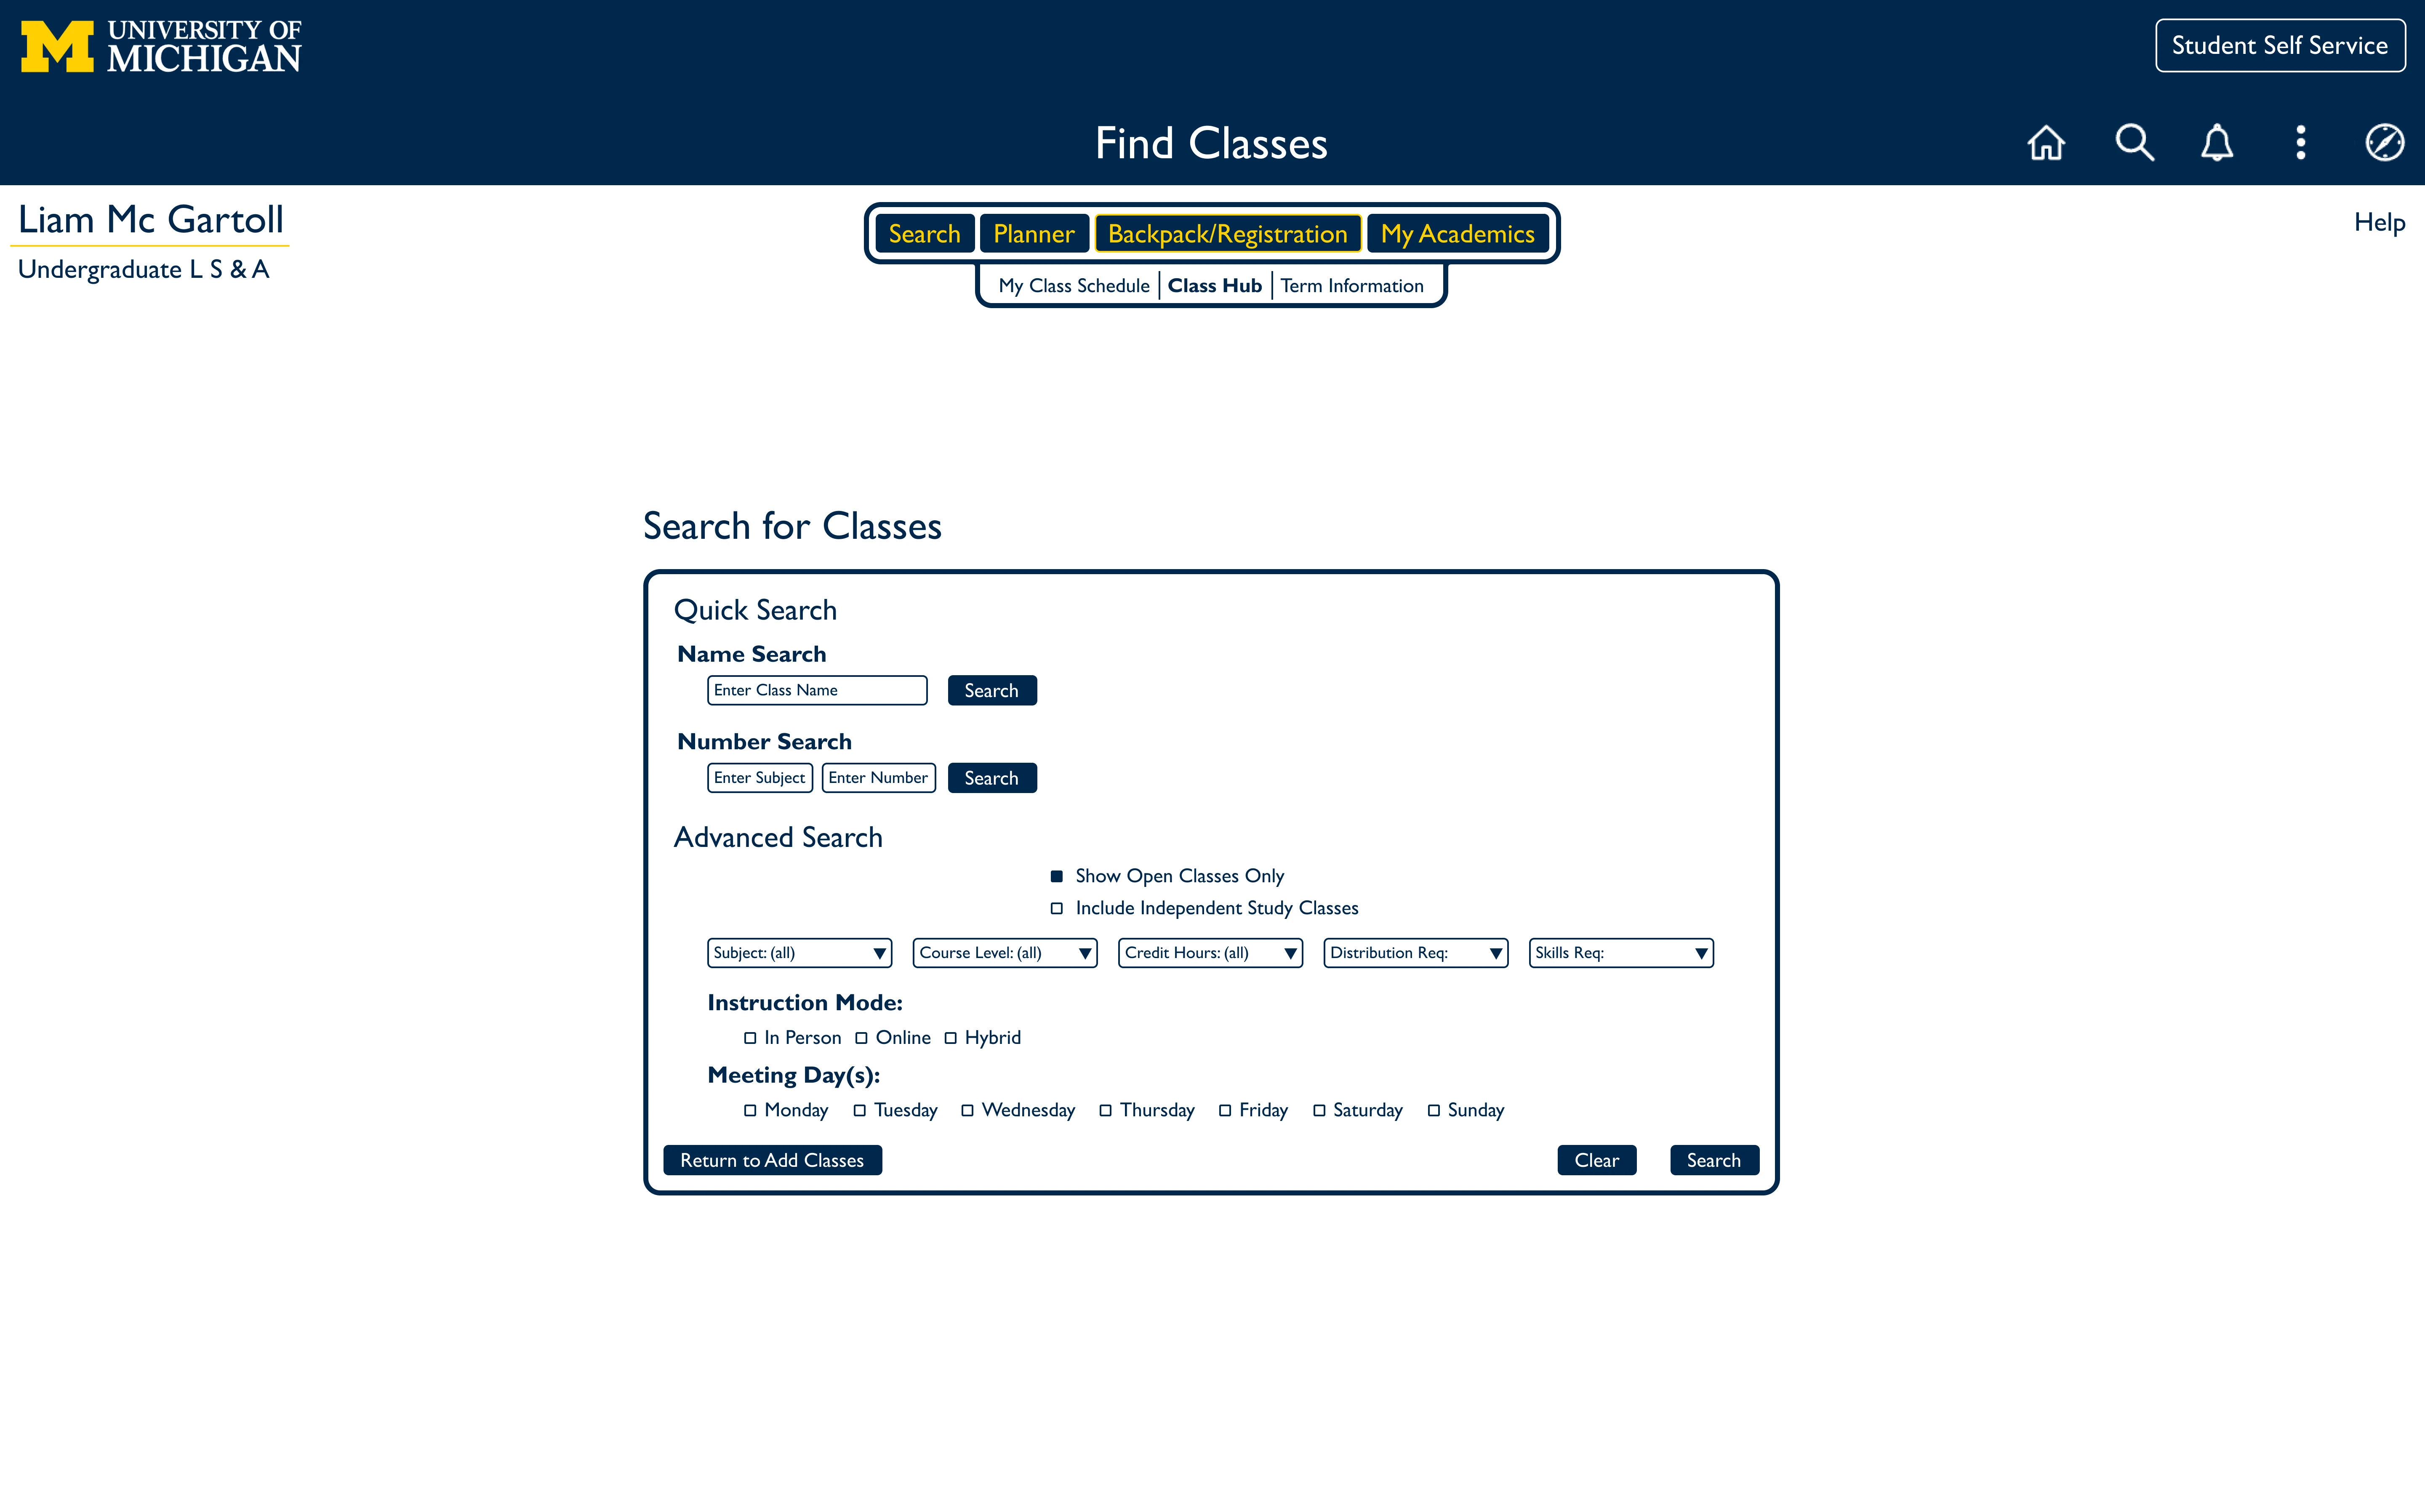 UNIVERSITY OF
MICHIGAN
Student Self Service
Find Classes
Liam Mc Gartoll
Undergraduate L S & A
Search Planner Backpack/Registration My Academics
My Class Schedule Class Hub Term Information
Help
Search for Classes
Quick Search
Name Search
Enter Class Name Search
Number Search
Enter Subject Enter Number Search
Advanced Search
Show Open Classes Only
Include Independent Study Classes
Subject: (all) Course Level: (all) Credit Hours: (all) Distribution Req: Skills Req:
Instruction Mode:
In Person Online Hybrid
Meeting Day(s):
Monday Tuesday Wednesday Thursday Friday Saturday Sunday
Return to Add Classes Clear Search